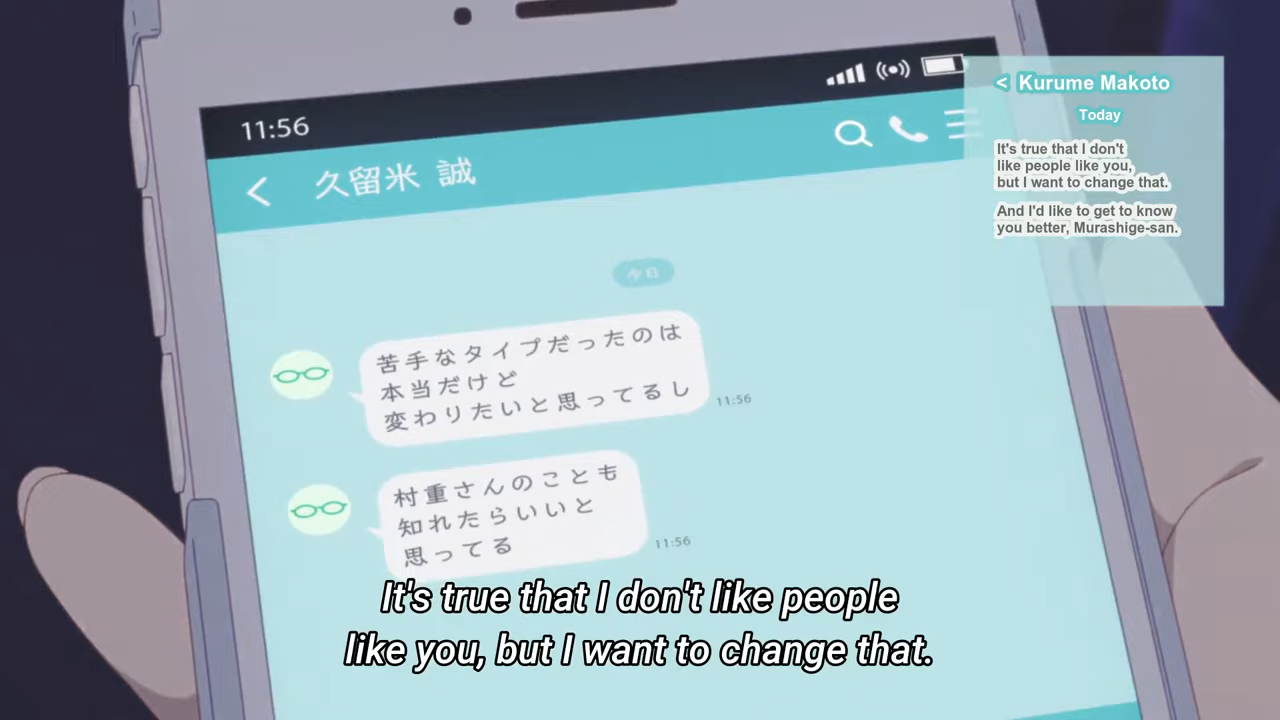 11:56
久留米 誠
今日
苦手なタイプだったのは
本当だけど
変わりたいと思ってるし
11:56
村重さんのことも
知れたらいいと
思ってる
11:56
< Kurume Makoto
Today
It's true that I don't
like people like you,
but I want to change that.
And I'd like to get to know
you better, Murashige-san.
It's true that I don't like people
like you, but I want to change that.